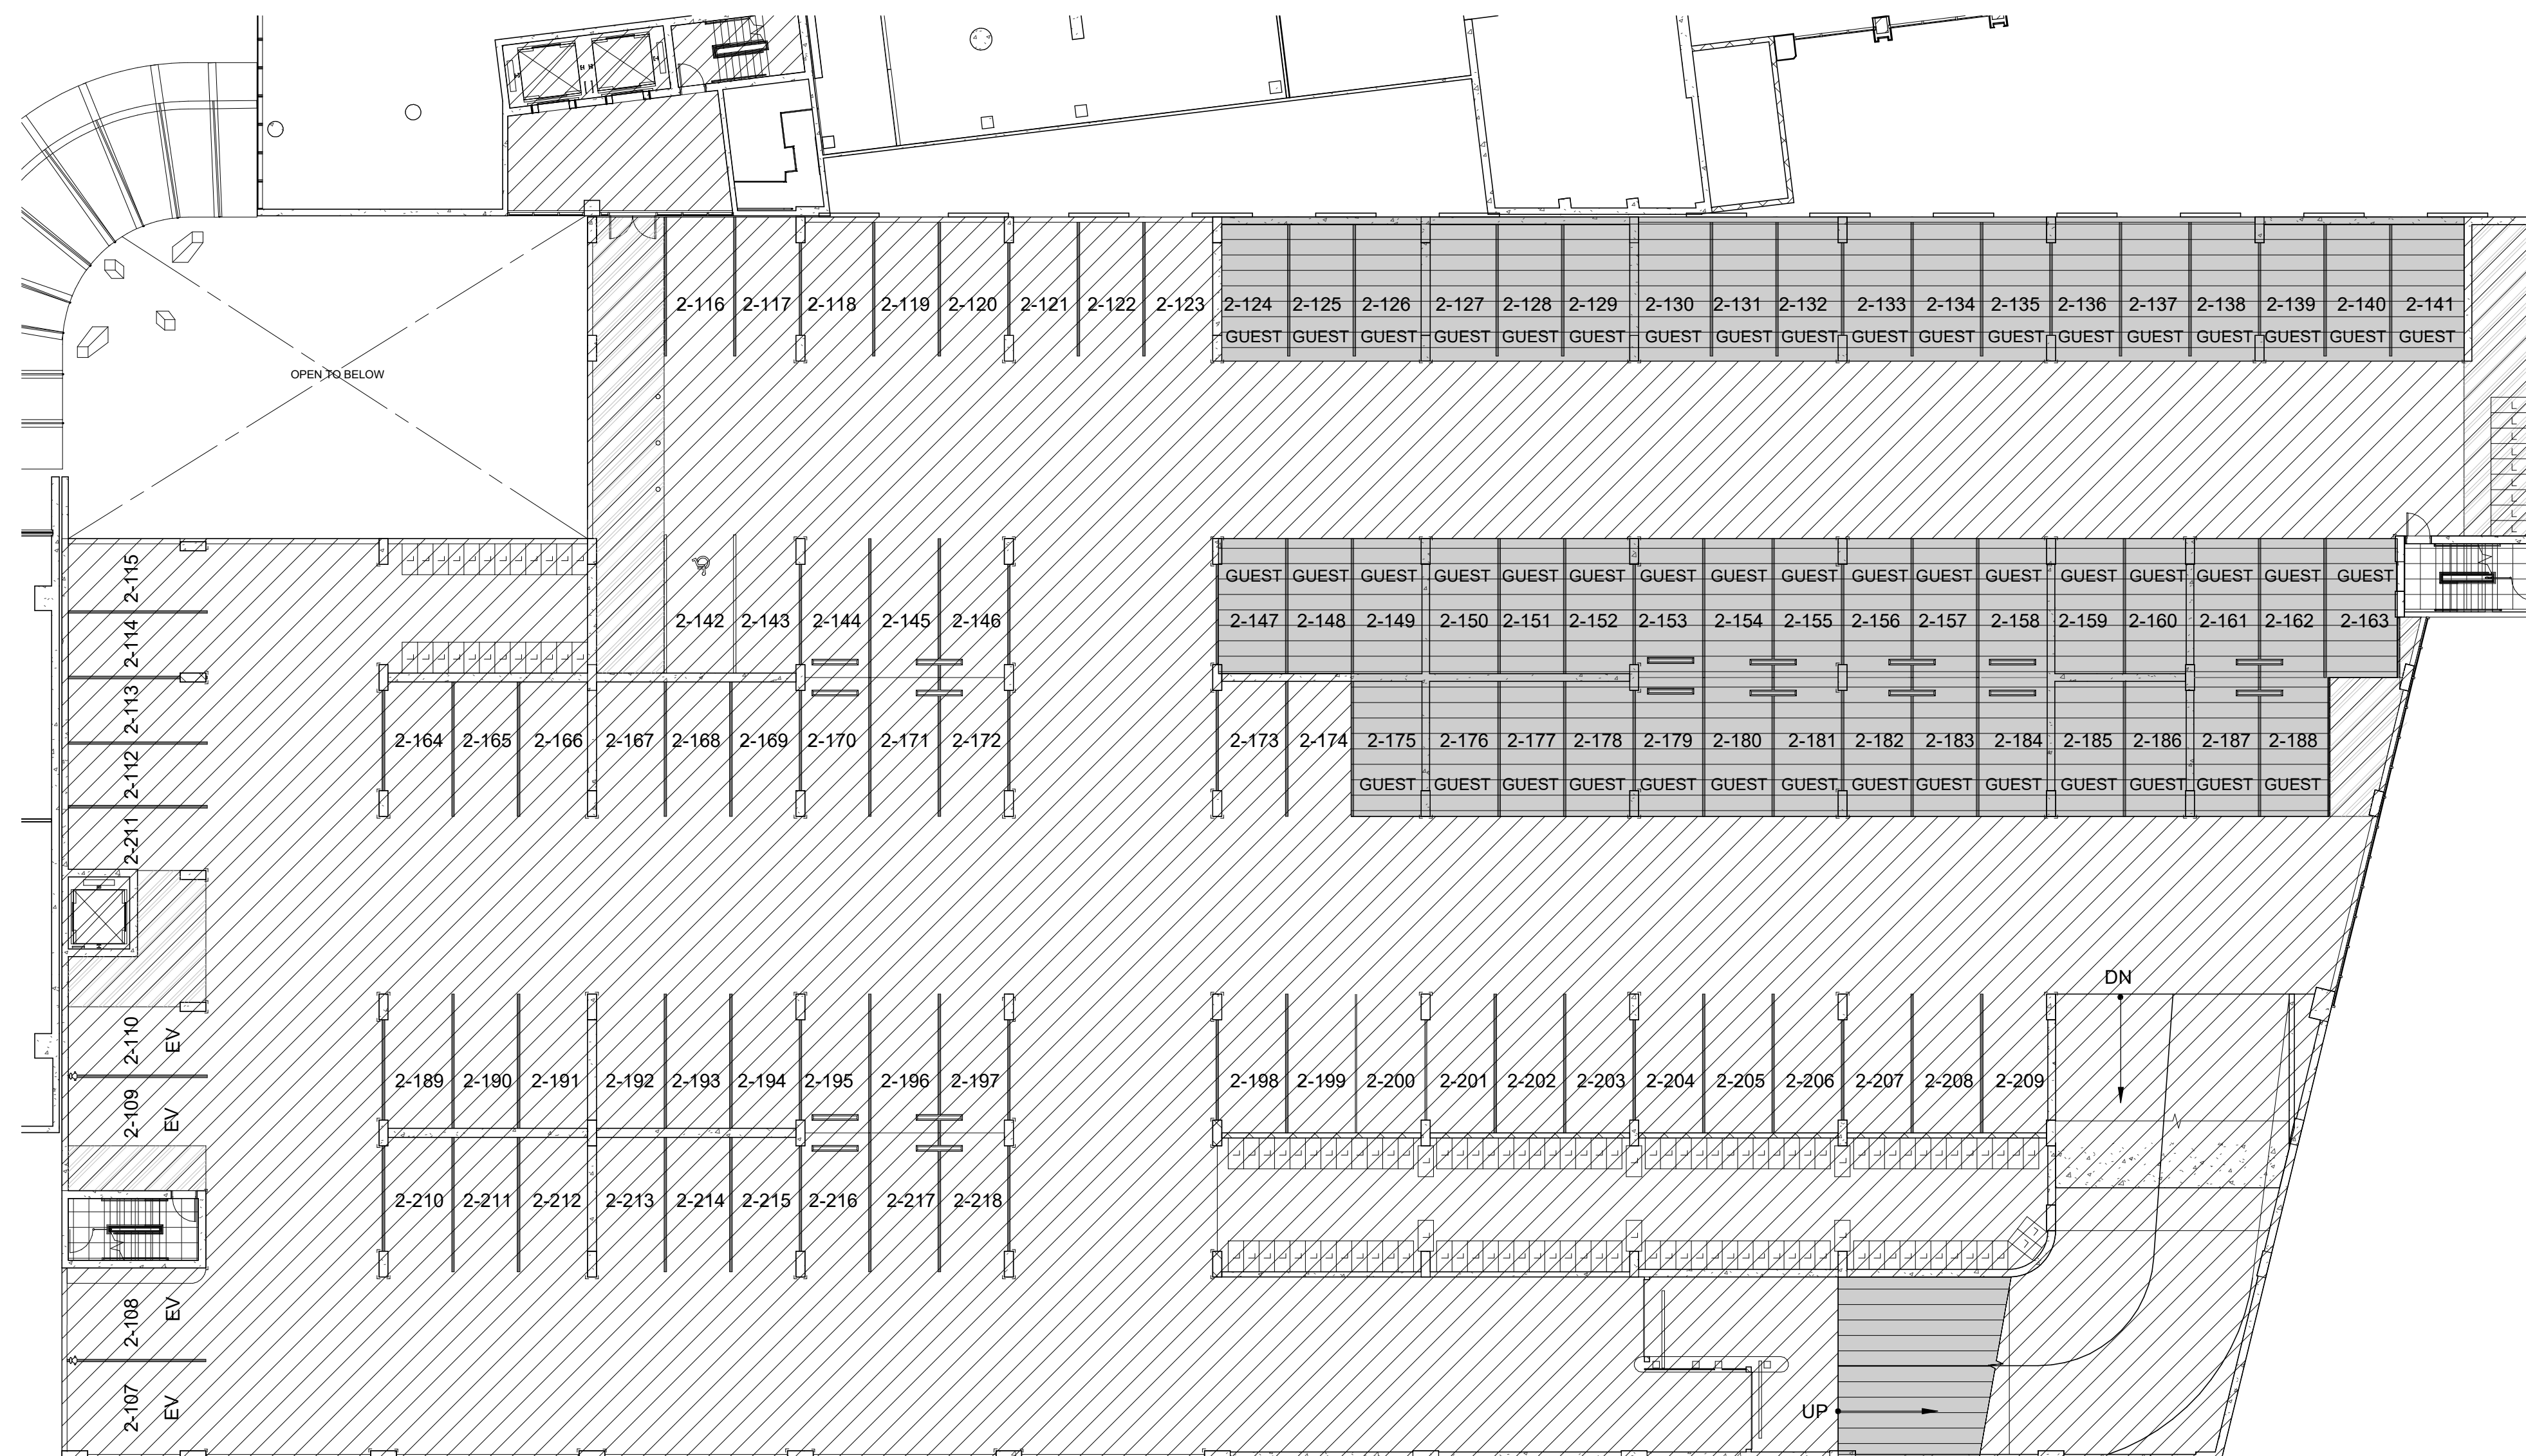 2-116 2-117 2-118 2-119 2-120 2-121 2-122 2-123 2-124 2-125 2-126 2-127 2-128 2-129 2-130 2-131 2-132 2-133 2-134 2-135 2-136 2-137 2-138 2-139 2-140 2-141
GUEST GUEST GUEST GUEST GUEST GUEST GUEST GUEST GUEST GUEST GUEST GUEST GUEST GUEST GUEST GUEST GUEST GUEST
OPEN TO BELOW
GUEST GUEST GUEST GUEST GUEST GUEST GUEST GUEST GUEST GUEST GUEST GUEST GUEST GUEST GUEST GUEST GUEST
2-142 2-143 2-144 2-145 2-146 2-147 2-148 2-149 2-150 2-151 2-152 2-153 2-154 2-155 2-156 2-157 2-158 2-159 2-160 2-161 2-162 2-163
2-115
2-114
2-113
2-112
2-211
2-164 2-165 2-166 2-167 2-168 2-169 2-170 2-171 2-172 2-173 2-174 2-175 2-176 2-177 2-178 2-179 2-180 2-181 2-182 2-183 2-184 2-185 2-186 2-187 2-188
GUEST GUEST GUEST GUEST GUEST GUEST GUEST GUEST GUEST GUEST GUEST GUEST GUEST GUEST
DN
2-110
EV
2-109
EV
2-189 2-190 2-191 2-192 2-193 2-194 2-195 2-196 2-197 2-198 2-199 2-200 2-201 2-202 2-203 2-204 2-205 2-206 2-207 2-208 2-209
2-210 2-211 2-212 2-213 2-214 2-215 2-216 2-217 2-218
2-108
EV
2-107
EV
UP